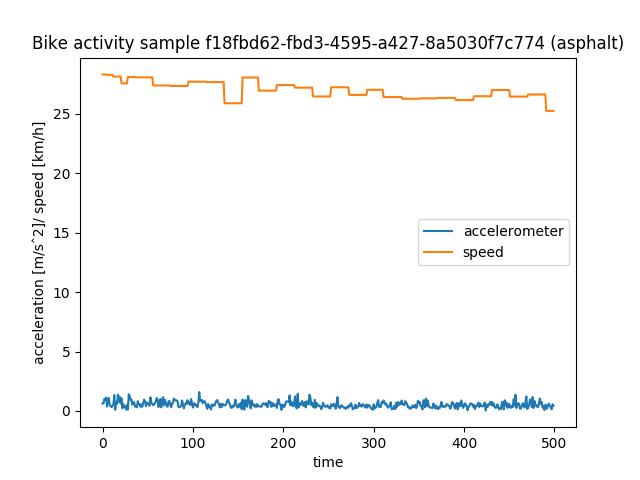 Bike activity sample f18fbd62-fbd3-4595-a427-8a5030f7c774 (asphalt)
acceleration [m/sˆ2]/ speed [km/h]
25
20
15
10
5
0
accelerometer
speed
0 100 200 300 400 500
time